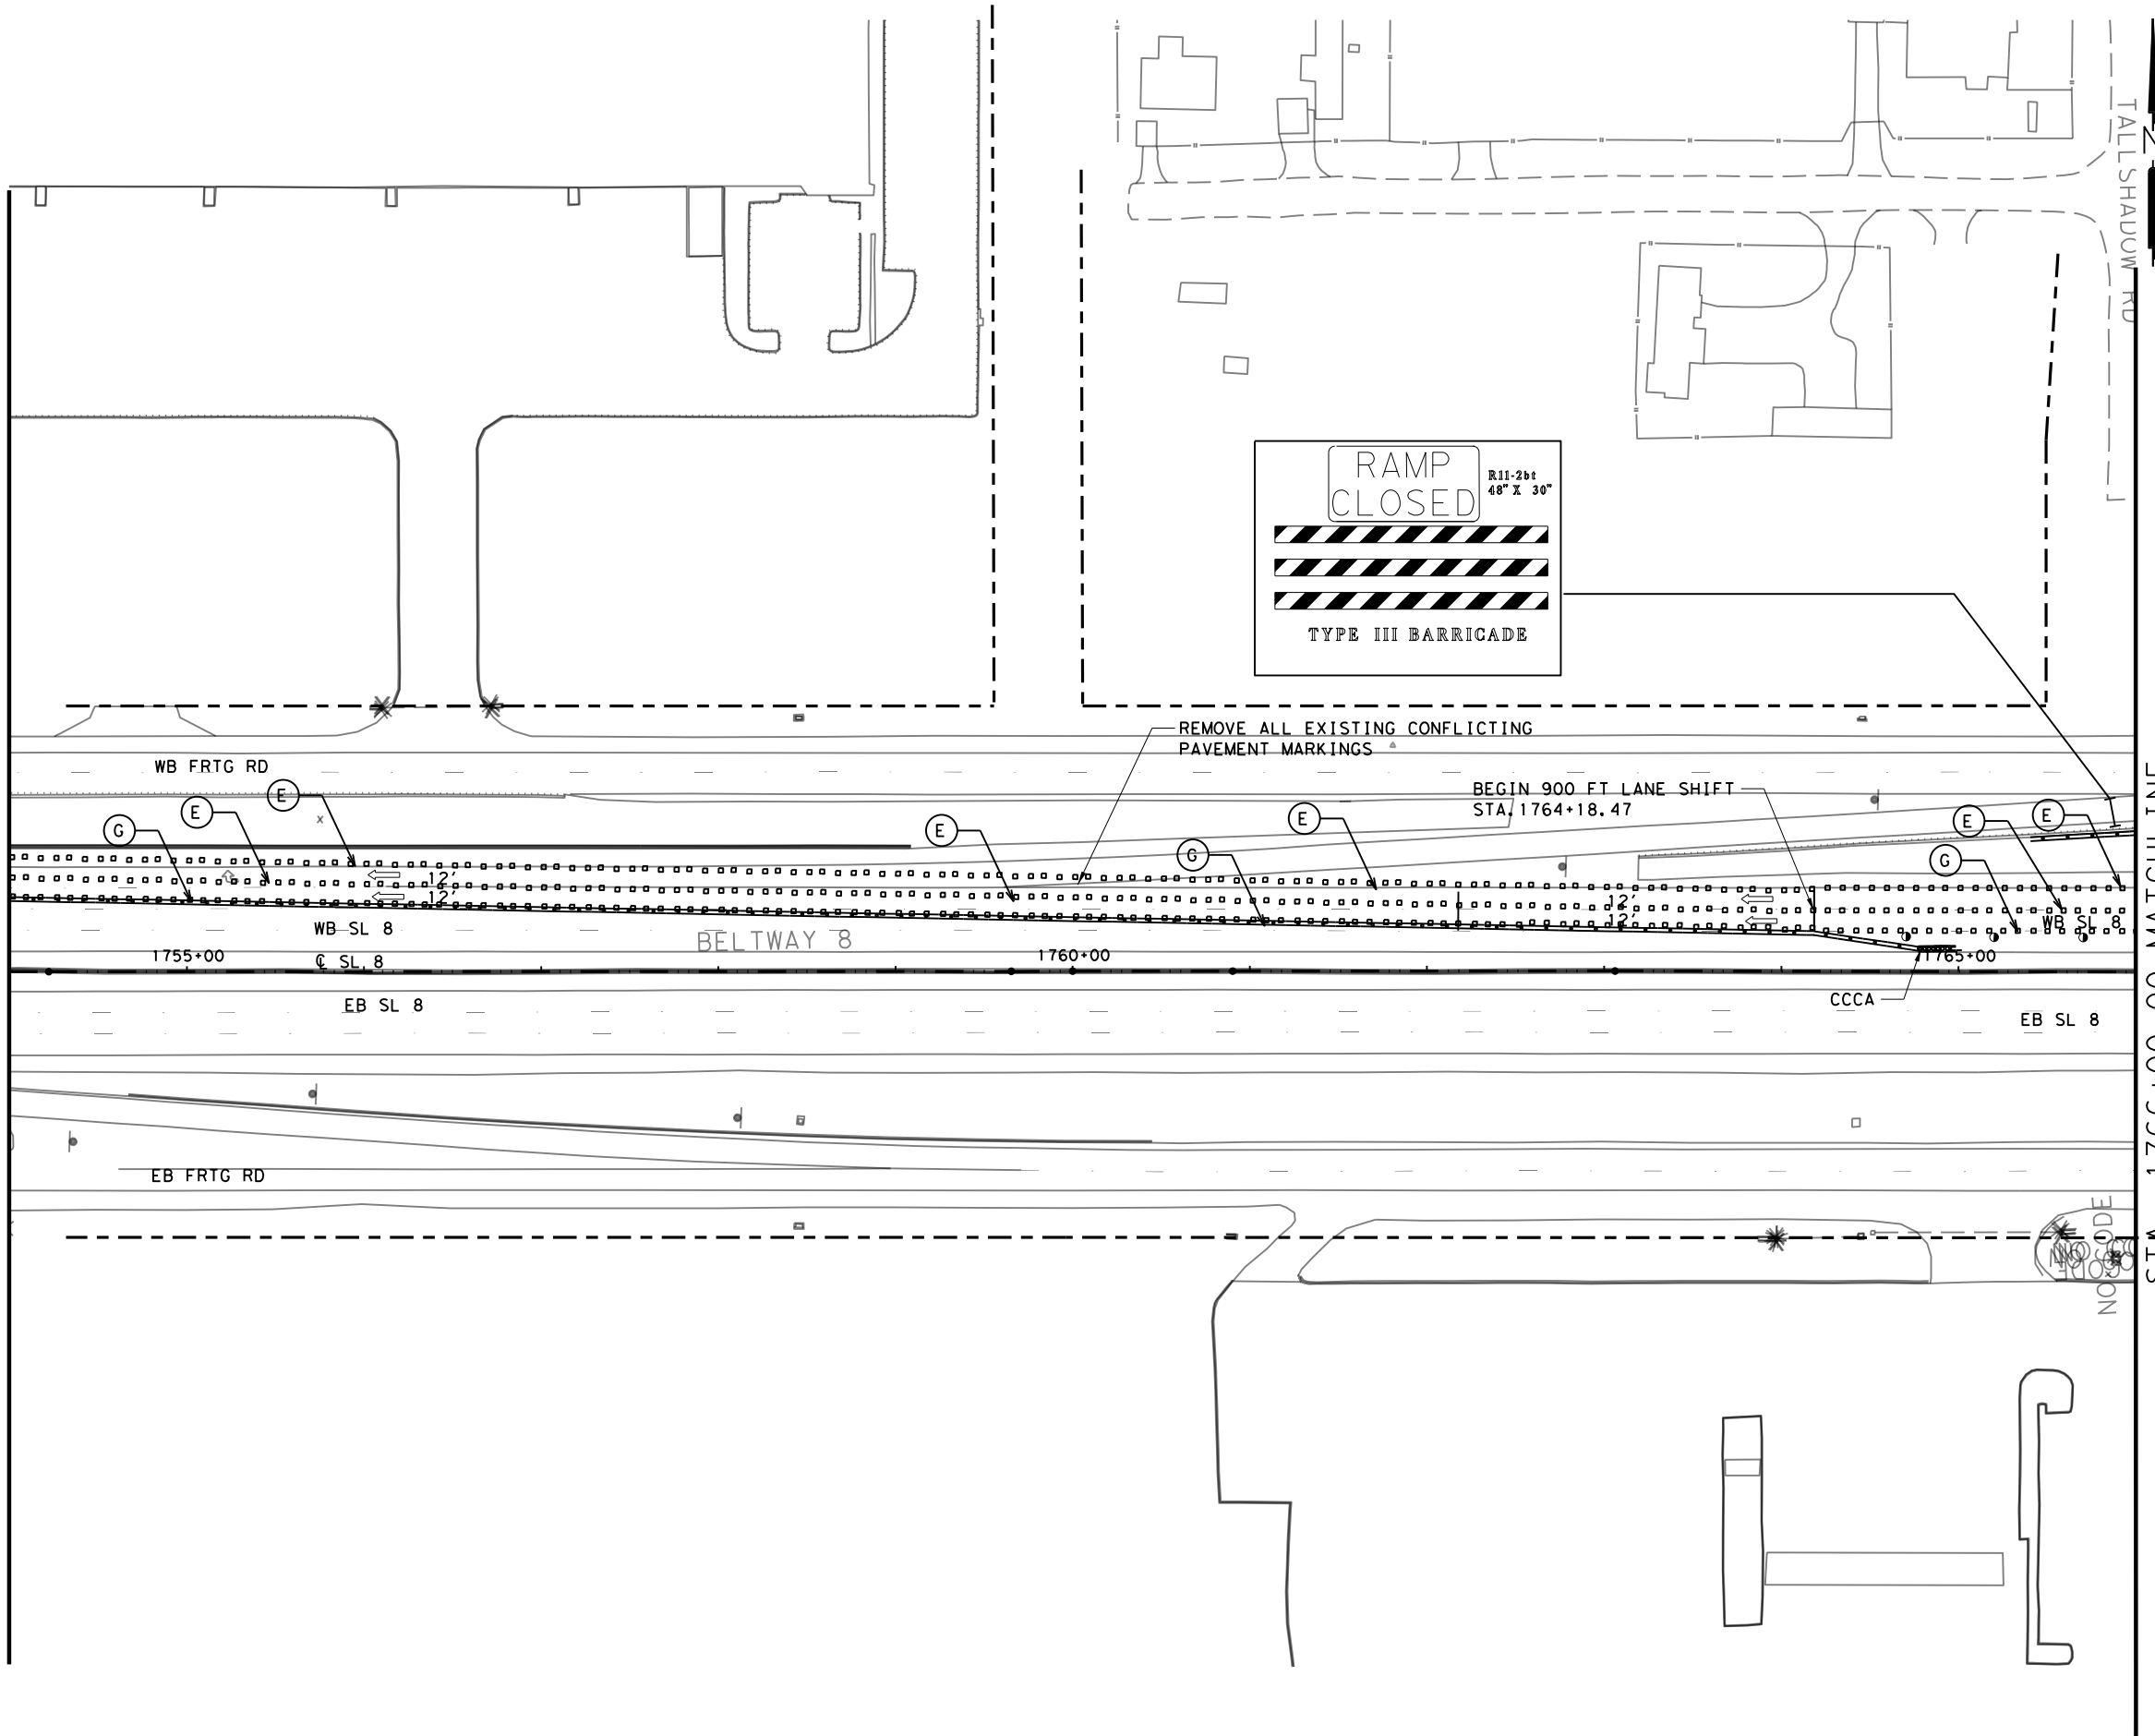 TALLSHADOW RD
RAMP
CLOSED
R11-2bt
48" X 30"
TYPE III BARRICADE
REMOVE ALL EXISTING CONFLICTING
PAVEMENT MARKINGS
WB FRTG RD
BEGIN 900 FT LANE SHIFT
STA. 1764+18.47
E
E
G
E
G
E
E
E
G
12'
12'
12'
12'
WB SL 8
WB SL 8
BELTWAY 8
1755+00
℄ SL 8
1760+00
1765+00
CCCA
EB SL 8
EB SL 8
EB FRTG RD